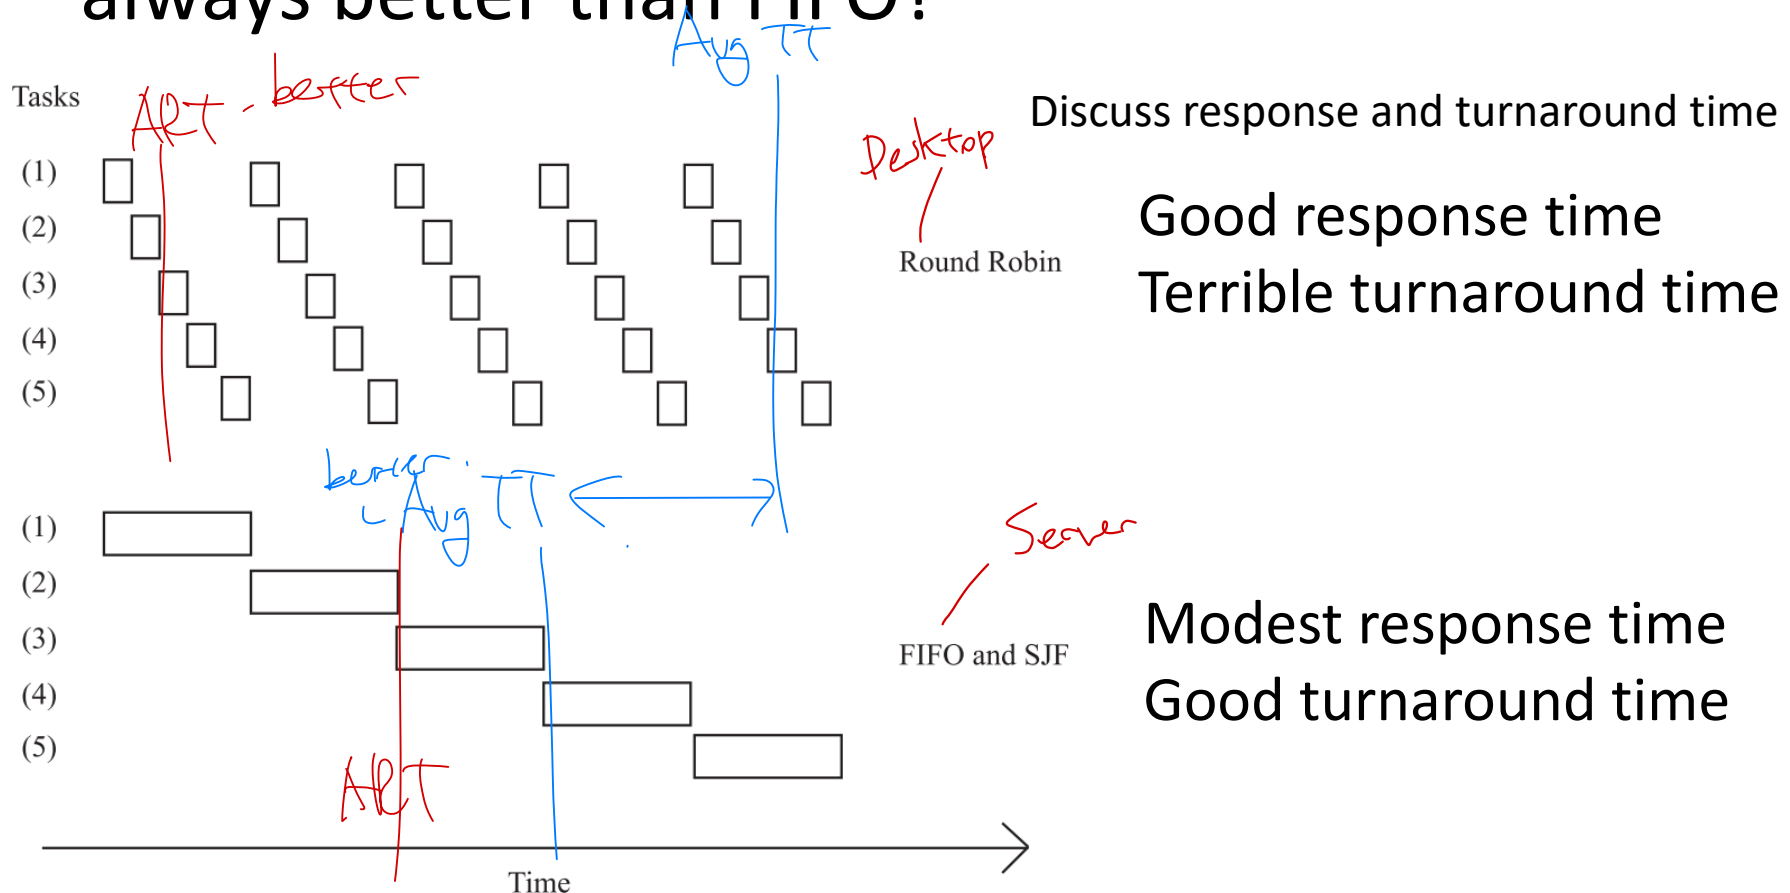 always better than FIFO?
Avg TT
Tasks
ART - better
Discuss response and turnaround time
Desktop
(1)
(2)
(3)
(4)
(5)
Round Robin
Good response time
Terrible turnaround time
better.
Avg TT
Server
(1)
(2)
(3)
(4)
(5)
FIFO and SJF
Modest response time
Good turnaround time
ART
Time